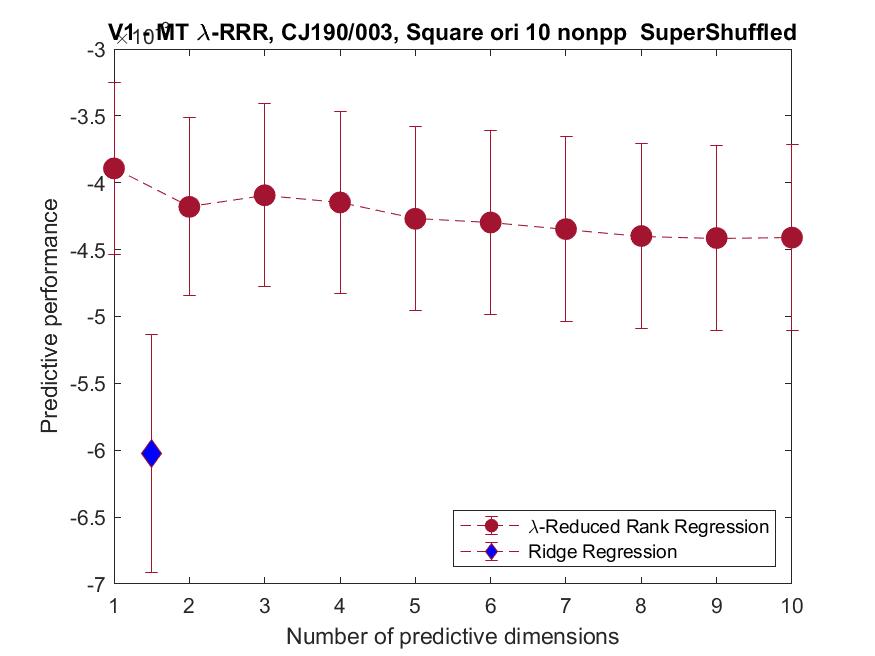 V1 - MT λ-RRR, CJ190/003, Square ori 10 nonpp SuperShuffled
-3
-3.5
-4
-4.5
-5
-5.5
-6
-6.5
-7
Predictive performance
λ-Reduced Rank Regression
Ridge Regression
1 2 3 4 5 6 7 8 9 10
Number of predictive dimensions